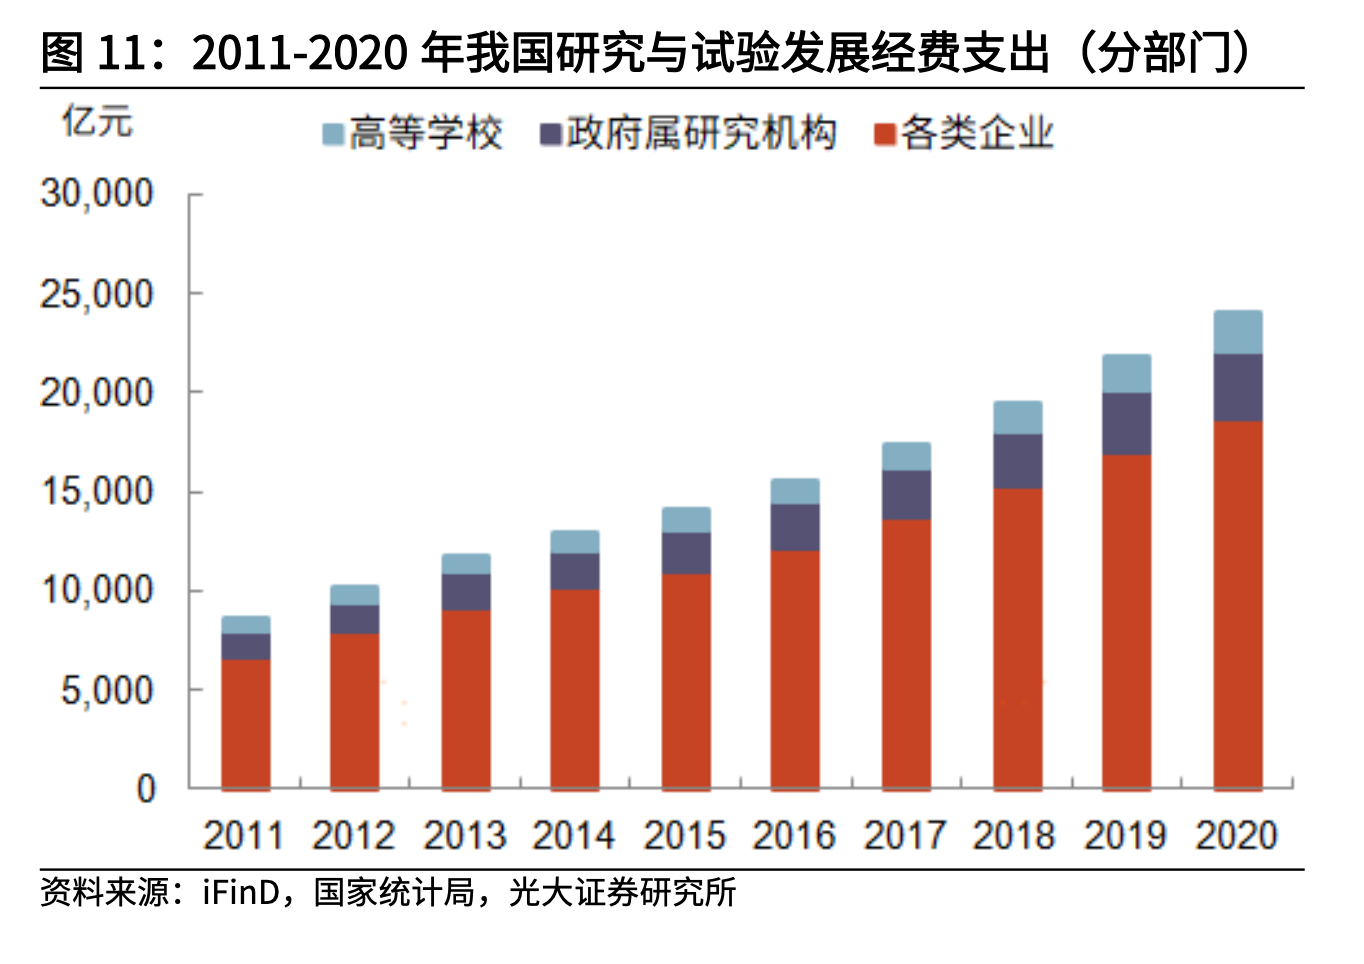 图 11：2011-2020 年我国研究与试验发展经费支出（分部门）
亿元
高等学校 政府属研究机构 各类企业
30,000
25,000
20,000
15,000
10,000
5,000
0
2011 2012 2013 2014 2015 2016 2017 2018 2019 2020
资料来源：iFinD，国家统计局，光大证券研究所